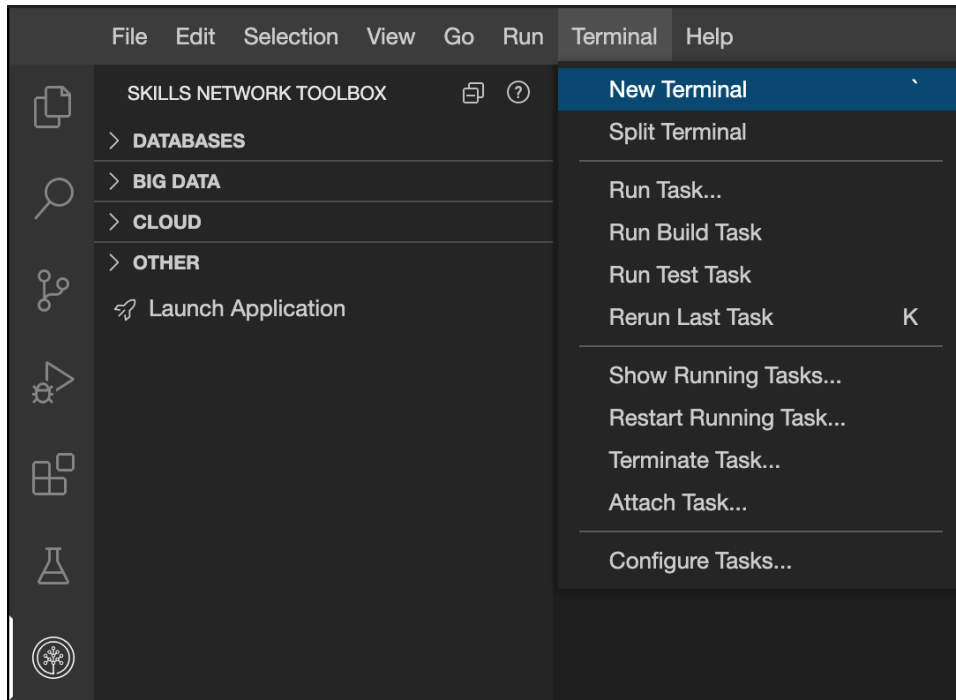 File Edit Selection View Go Run Terminal Help
SKILLS NETWORK TOOLBOX
DATABASES
BIG DATA
CLOUD
OTHER
Launch Application
New Terminal `
Split Terminal
Run Task...
Run Build Task
Run Test Task
Rerun Last Task K
Show Running Tasks...
Restart Running Task...
Terminate Task...
Attach Task...
Configure Tasks...